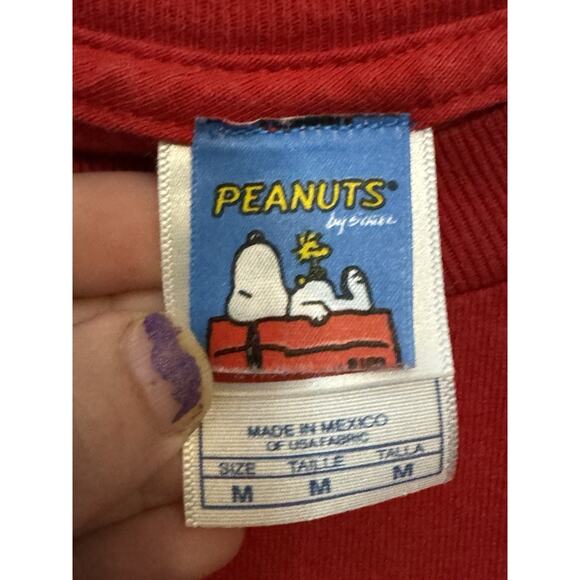 PEANUTS®
by Schulz
MADE IN MEXICO
OF USA FABRIC
SIZE TAILLE TALLA
M M M